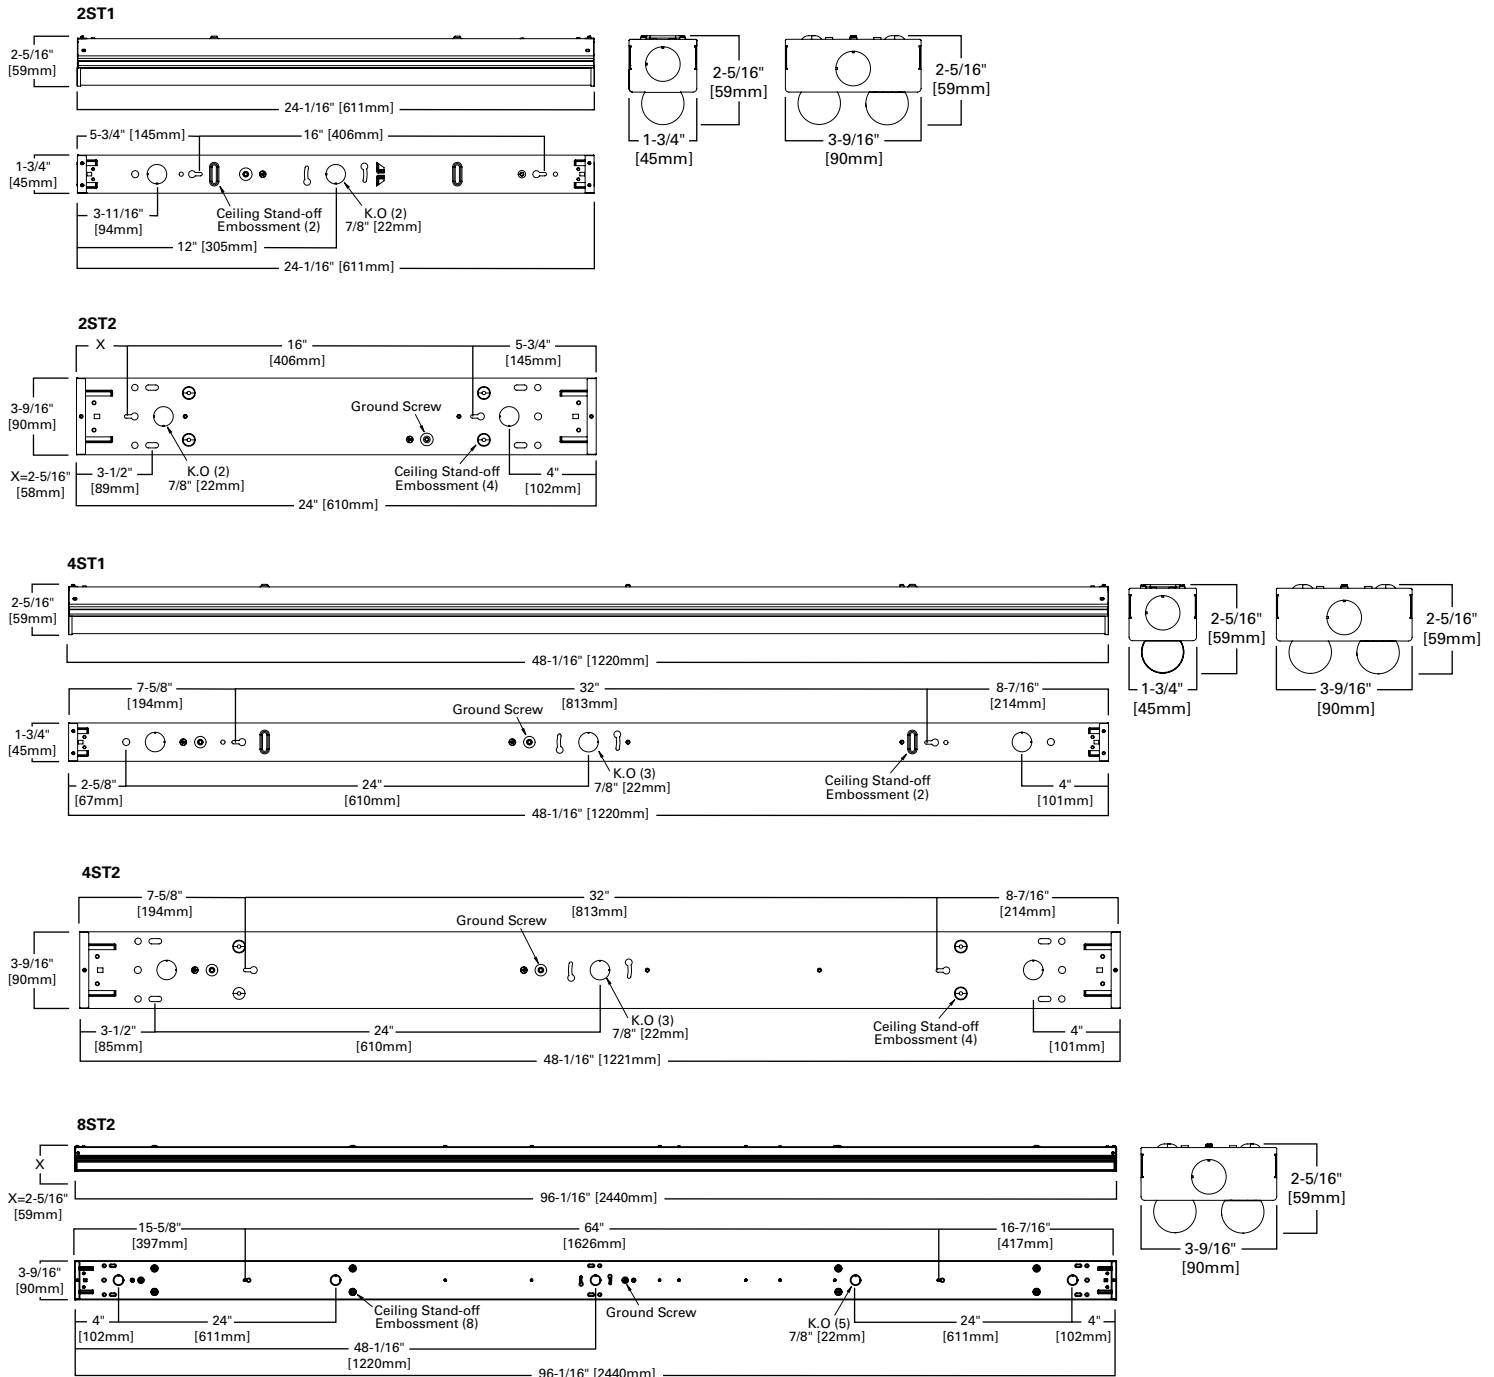 2ST1
2-5/16"
[59mm]
24-1/16" [611mm]
2-5/16"
[59mm]
1-3/4"
[45mm]
2-5/16"
[59mm]
3-9/16"
[90mm]
5-3/4" [145mm]
16" [406mm]
1-3/4"
[45mm]
3-11/16"
[94mm]
Ceiling Stand-off
Embossment (2)
K.O (2)
7/8" [22mm]
12" [305mm]
24-1/16" [611mm]
2ST2
X
16"
[406mm]
5-3/4"
[145mm]
3-9/16"
[90mm]
Ground Screw
X=2-5/16"
[58mm]
3-1/2"
[89mm]
K.O (2)
7/8" [22mm]
Ceiling Stand-off
Embossment (4)
4"
[102mm]
24" [610mm]
4ST1
2-5/16"
[59mm]
48-1/16" [1220mm]
2-5/16"
[59mm]
1-3/4"
[45mm]
2-5/16"
[59mm]
3-9/16"
[90mm]
7-5/8"
[194mm]
32"
[813mm]
8-7/16"
[214mm]
Ground Screw
1-3/4"
[45mm]
2-5/8"
[67mm]
24"
[610mm]
K.O (3)
7/8" [22mm]
Ceiling Stand-off
Embossment (2)
4"
[101mm]
48-1/16" [1220mm]
4ST2
7-5/8"
[194mm]
32"
[813mm]
8-7/16"
[214mm]
Ground Screw
3-9/16"
[90mm]
3-1/2"
[85mm]
24"
[610mm]
K.O (3)
7/8" [22mm]
Ceiling Stand-off
Embossment (4)
4"
[101mm]
48-1/16" [1221mm]
8ST2
X
X=2-5/16"
[59mm]
96-1/16" [2440mm]
2-5/16"
[59mm]
3-9/16"
[90mm]
15-5/8"
[397mm]
64"
[1626mm]
16-7/16"
[417mm]
3-9/16"
[90mm]
4"
[102mm]
24"
[611mm]
Ceiling Stand-off
Embossment (8)
Ground Screw
K.O (5)
7/8" [22mm]
24"
[611mm]
4"
[102mm]
48-1/16"
[1220mm]
96-1/16" [2440mm]